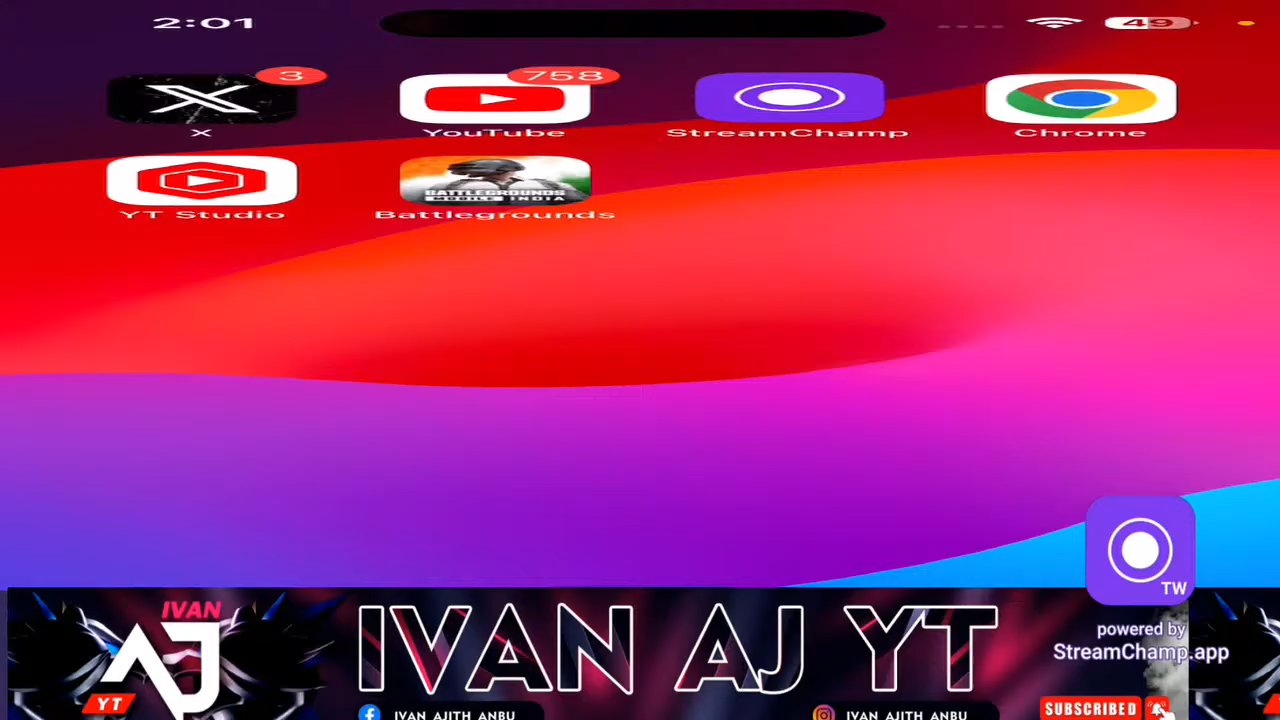 2:01
49
3
758
X
YouTube
StreamChamp
Chrome
BATTLEGROUNDS
MOBILE INDIA
YT Studio
Battlegrounds
TW
powered by
StreamChamp.app
IVAN
AJ
YT
IVAN AJ YT
IVAN AJITH ANBU
IVAN AJITH ANBU
SUBSCRIBED